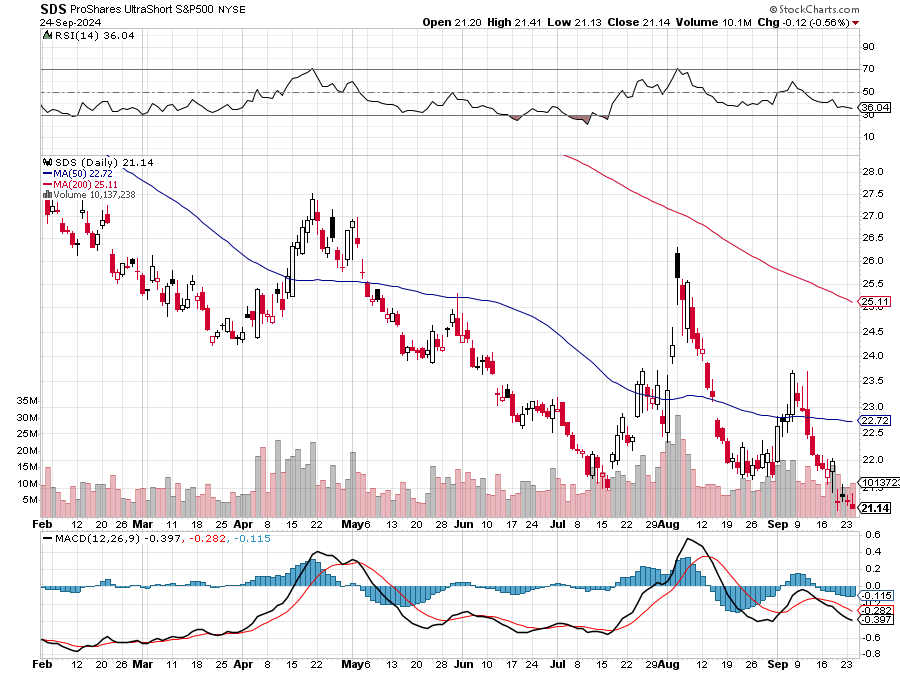 SDS ProShares UltraShort S&P500 NYSE © StockCharts.com
24-Sep-2024 Open 21.20 High 21.41 Low 21.13 Close 21.14 Volume 10.1M Chg -0.12 (-0.56%)
RSI(14) 36.04
90
70
50
36.04
30
10
SDS (Daily) 21.14
MA(50) 22.72
MA(200) 25.11
Volume 10,137,238
28.0
27.5
27.0
26.5
26.0
25.5
25.11
24.5
24.0
23.5
23.0
22.72
22.5
22.0
21.14
35M
30M
25M
20M
15M
10M
5M
Feb 12 20 26 Mar 11 18 25 Apr 8 15 22 May 6 13 20 28 Jun 10 17 24 Jul 8 15 22 29 Aug 12 19 26 Sep 9 16 23
MACD(12,26,9) -0.397, -0.282, -0.115
0.6
0.4
0.2
0.0
-0.115
-0.282
-0.397
-0.6
-0.8
Feb 12 20 26 Mar 11 18 25 Apr 8 15 22 May 6 13 20 28 Jun 10 17 24 Jul 8 15 22 29 Aug 12 19 26 Sep 9 16 23